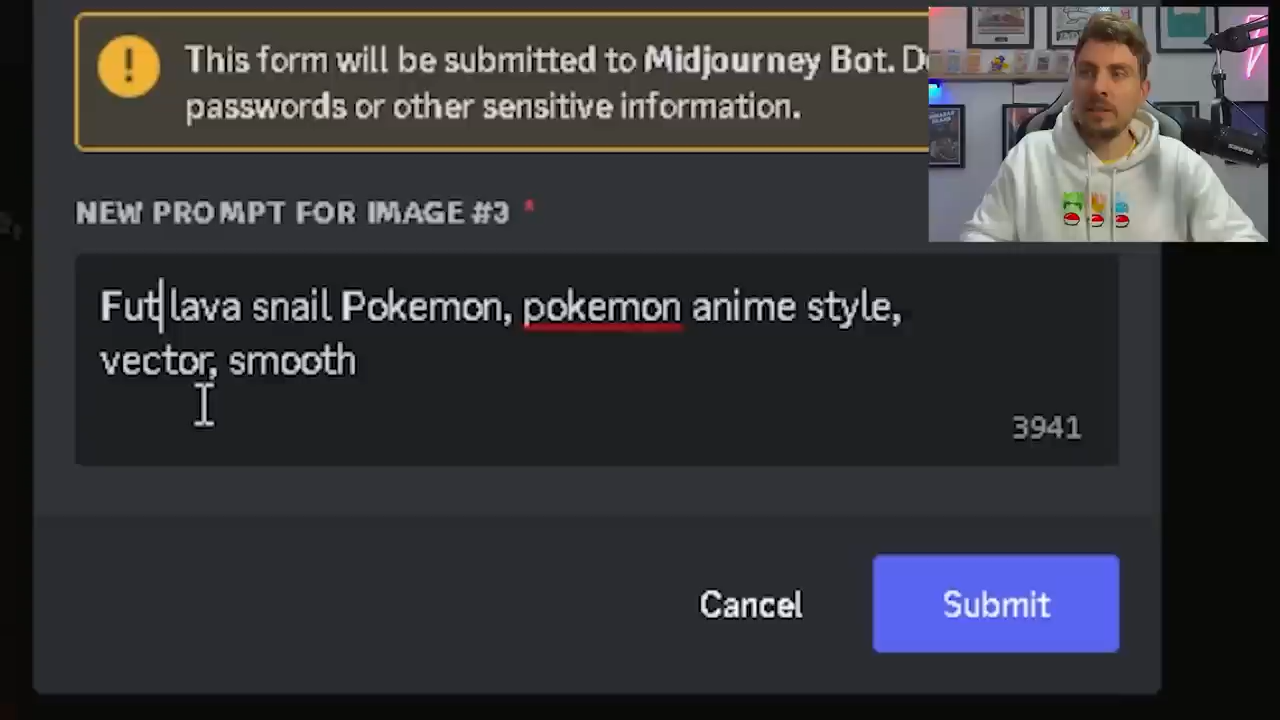 This form will be submitted to Midjourney Bot. D
passwords or other sensitive information.
NEW PROMPT FOR IMAGE #3 *
Fut lava snail Pokemon, pokemon anime style,
vector, smooth
3941
Cancel
Submit
SHURE